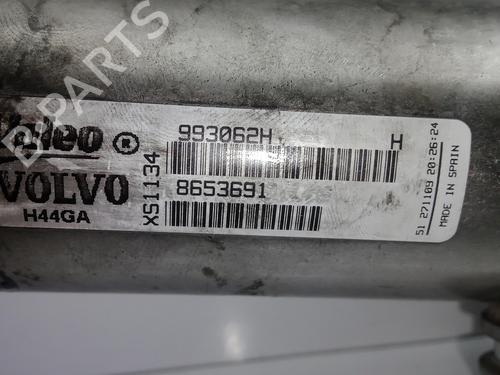 B PARTS
Valeo ®
VOLVO
H44GA
XS1134
993062H
H
8653691
51 271109 20:26:24
MADE IN SPAIN